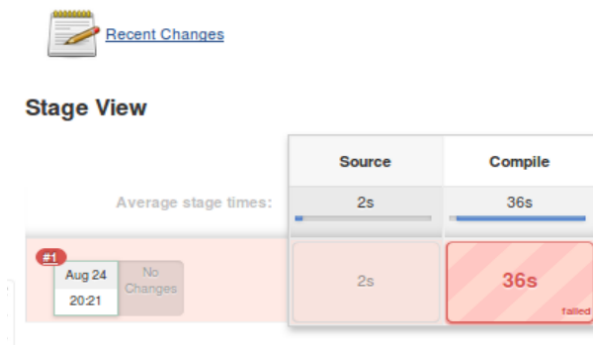 Recent Changes
Stage View
Source Compile
Average stage times: 2s 36s
#1
Aug 24 No Changes
20:21
2s 36s
failed